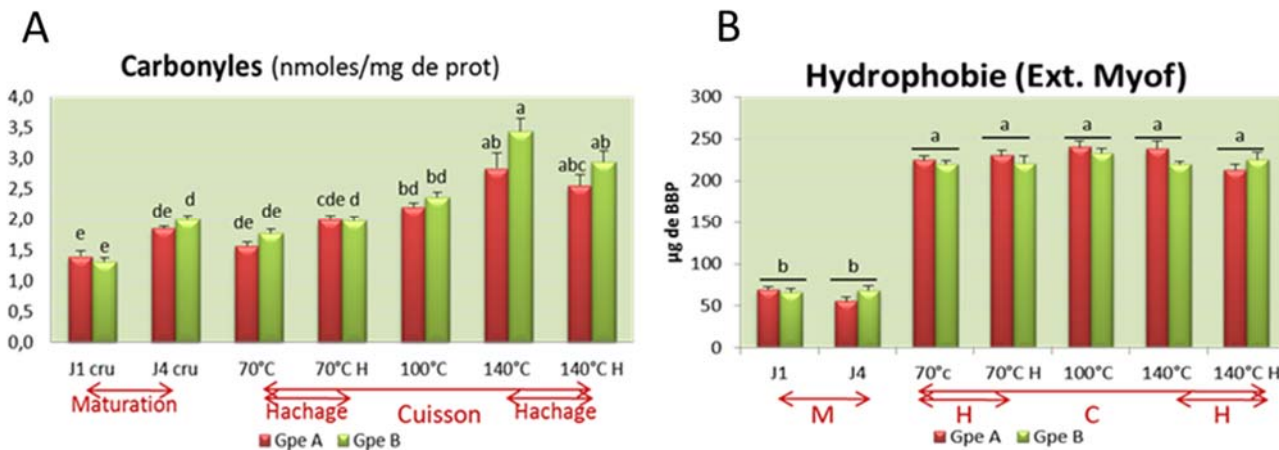 A
Carbonyles (nmoles/mg de prot)
4,0
3,5
3,0
2,5
2,0
1,5
1,0
0,5
0,0
e e de d de de cde d bd bd ab a abc ab
J1 cru J4 cru 70°C 70°C H 100°C 140°C 140°C H
Maturation Hachage Cuisson Hachage
Gpe A Gpe B
B
Hydrophobie (Ext. Myof)
µg de BBP
300
250
200
150
100
50
0
b b a a a a a
J1 J4 70°c 70°C H 100°C 140°C 140°C H
M H C H
Gpe A Gpe B